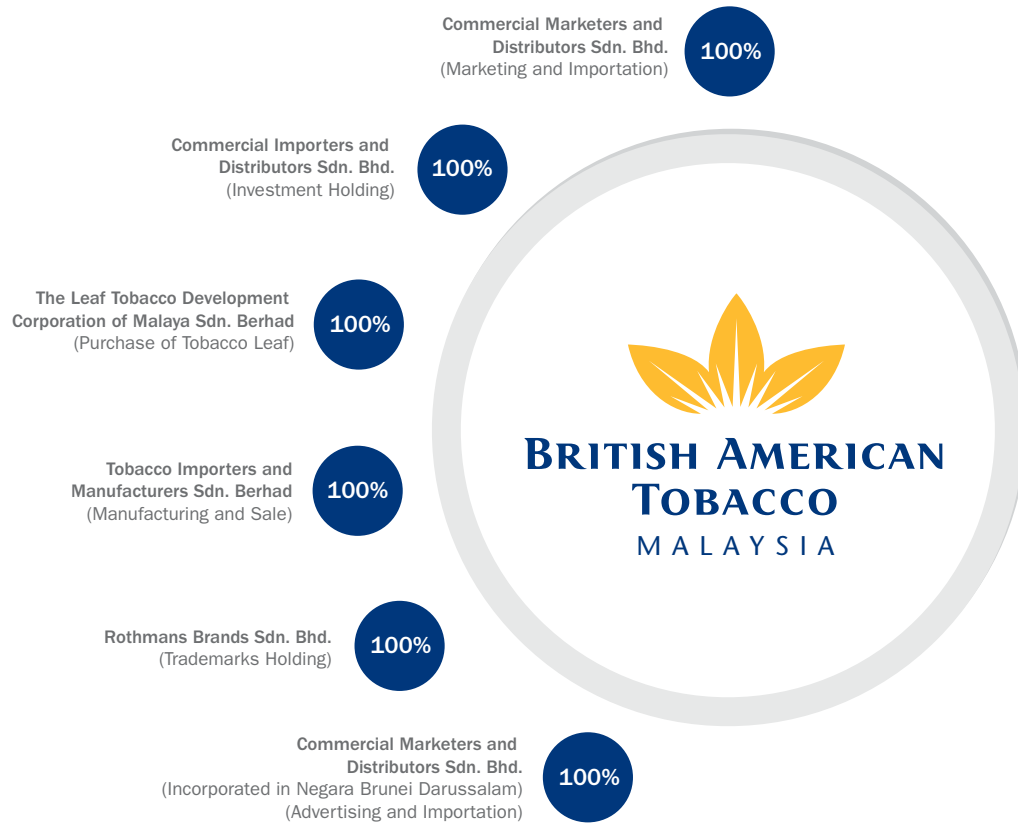 Commercial Marketers and
Distributors Sdn. Bhd.
(Marketing and Importation)
100%
Commercial Importers and
Distributors Sdn. Bhd.
(Investment Holding)
100%
The Leaf Tobacco Development
Corporation of Malaya Sdn. Berhad
(Purchase of Tobacco Leaf)
100%
Tobacco Importers and
Manufacturers Sdn. Berhad
(Manufacturing and Sale)
100%
Rothmans Brands Sdn. Bhd.
(Trademarks Holding)
100%
Commercial Marketers and
Distributors Sdn. Bhd.
(Incorporated in Negara Brunei Darussalam)
(Advertising and Importation)
100%
BRITISH AMERICAN
TOBACCO
MALAYSIA